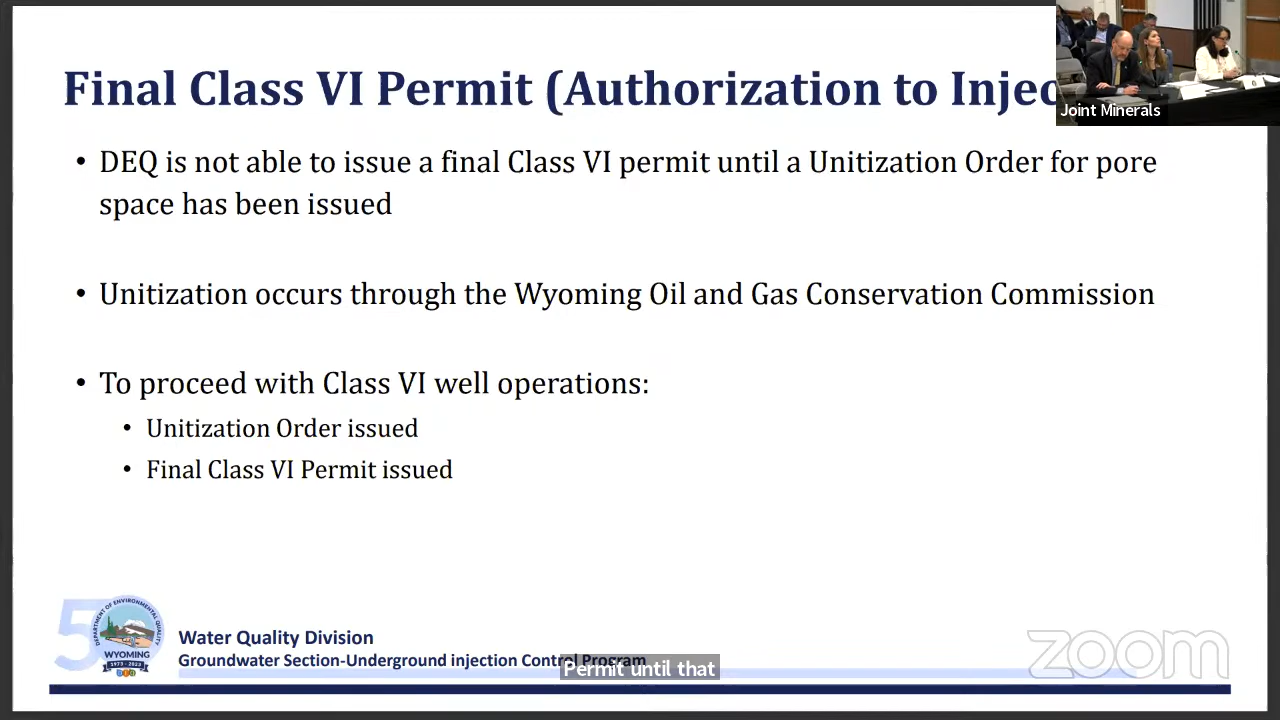 Final Class VI Permit (Authorization to Injec
Joint Minerals
• DEQ is not able to issue a final Class VI permit until a Unitization Order for pore
space has been issued
• Unitization occurs through the Wyoming Oil and Gas Conservation Commission
• To proceed with Class VI well operations:
• Unitization Order issued
• Final Class VI Permit issued
50
DEPARTMENT OF ENVIRONMENTAL QUALITY
WYOMING
1973 - 2023
Water Quality Division
Groundwater Section-Underground injection Control Program
Permit until that
zoom